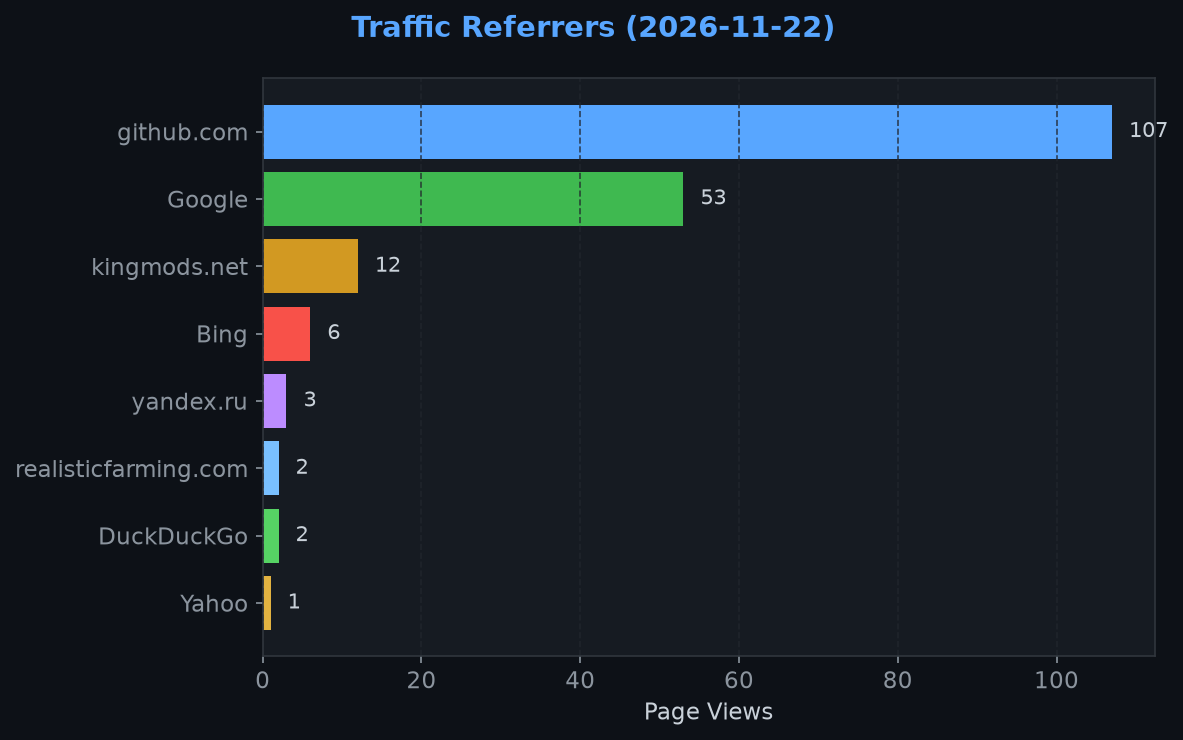 Traffic Referrers (2026-11-22)
github.com 107
Google 53
kingmods.net 12
Bing 6
yandex.ru 3
realisticfarming.com 2
DuckDuckGo 2
Yahoo 1
0 20 40 60 80 100
Page Views